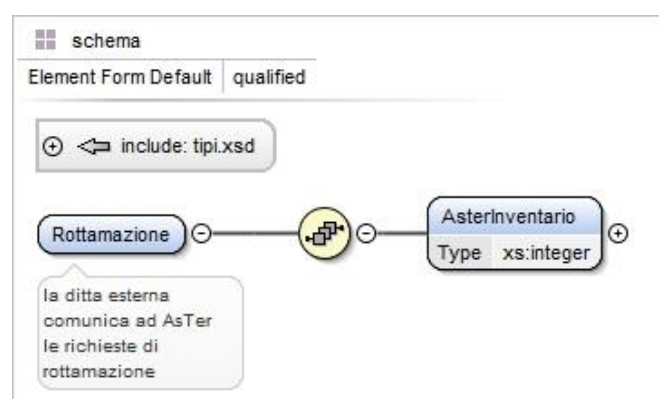 schema
Element Form Default qualified
include: tipi.xsd
Rottamazione
AsterInventario
Type xs:integer
la ditta esterna
comunica ad AsTer
le richieste di
rottamazione